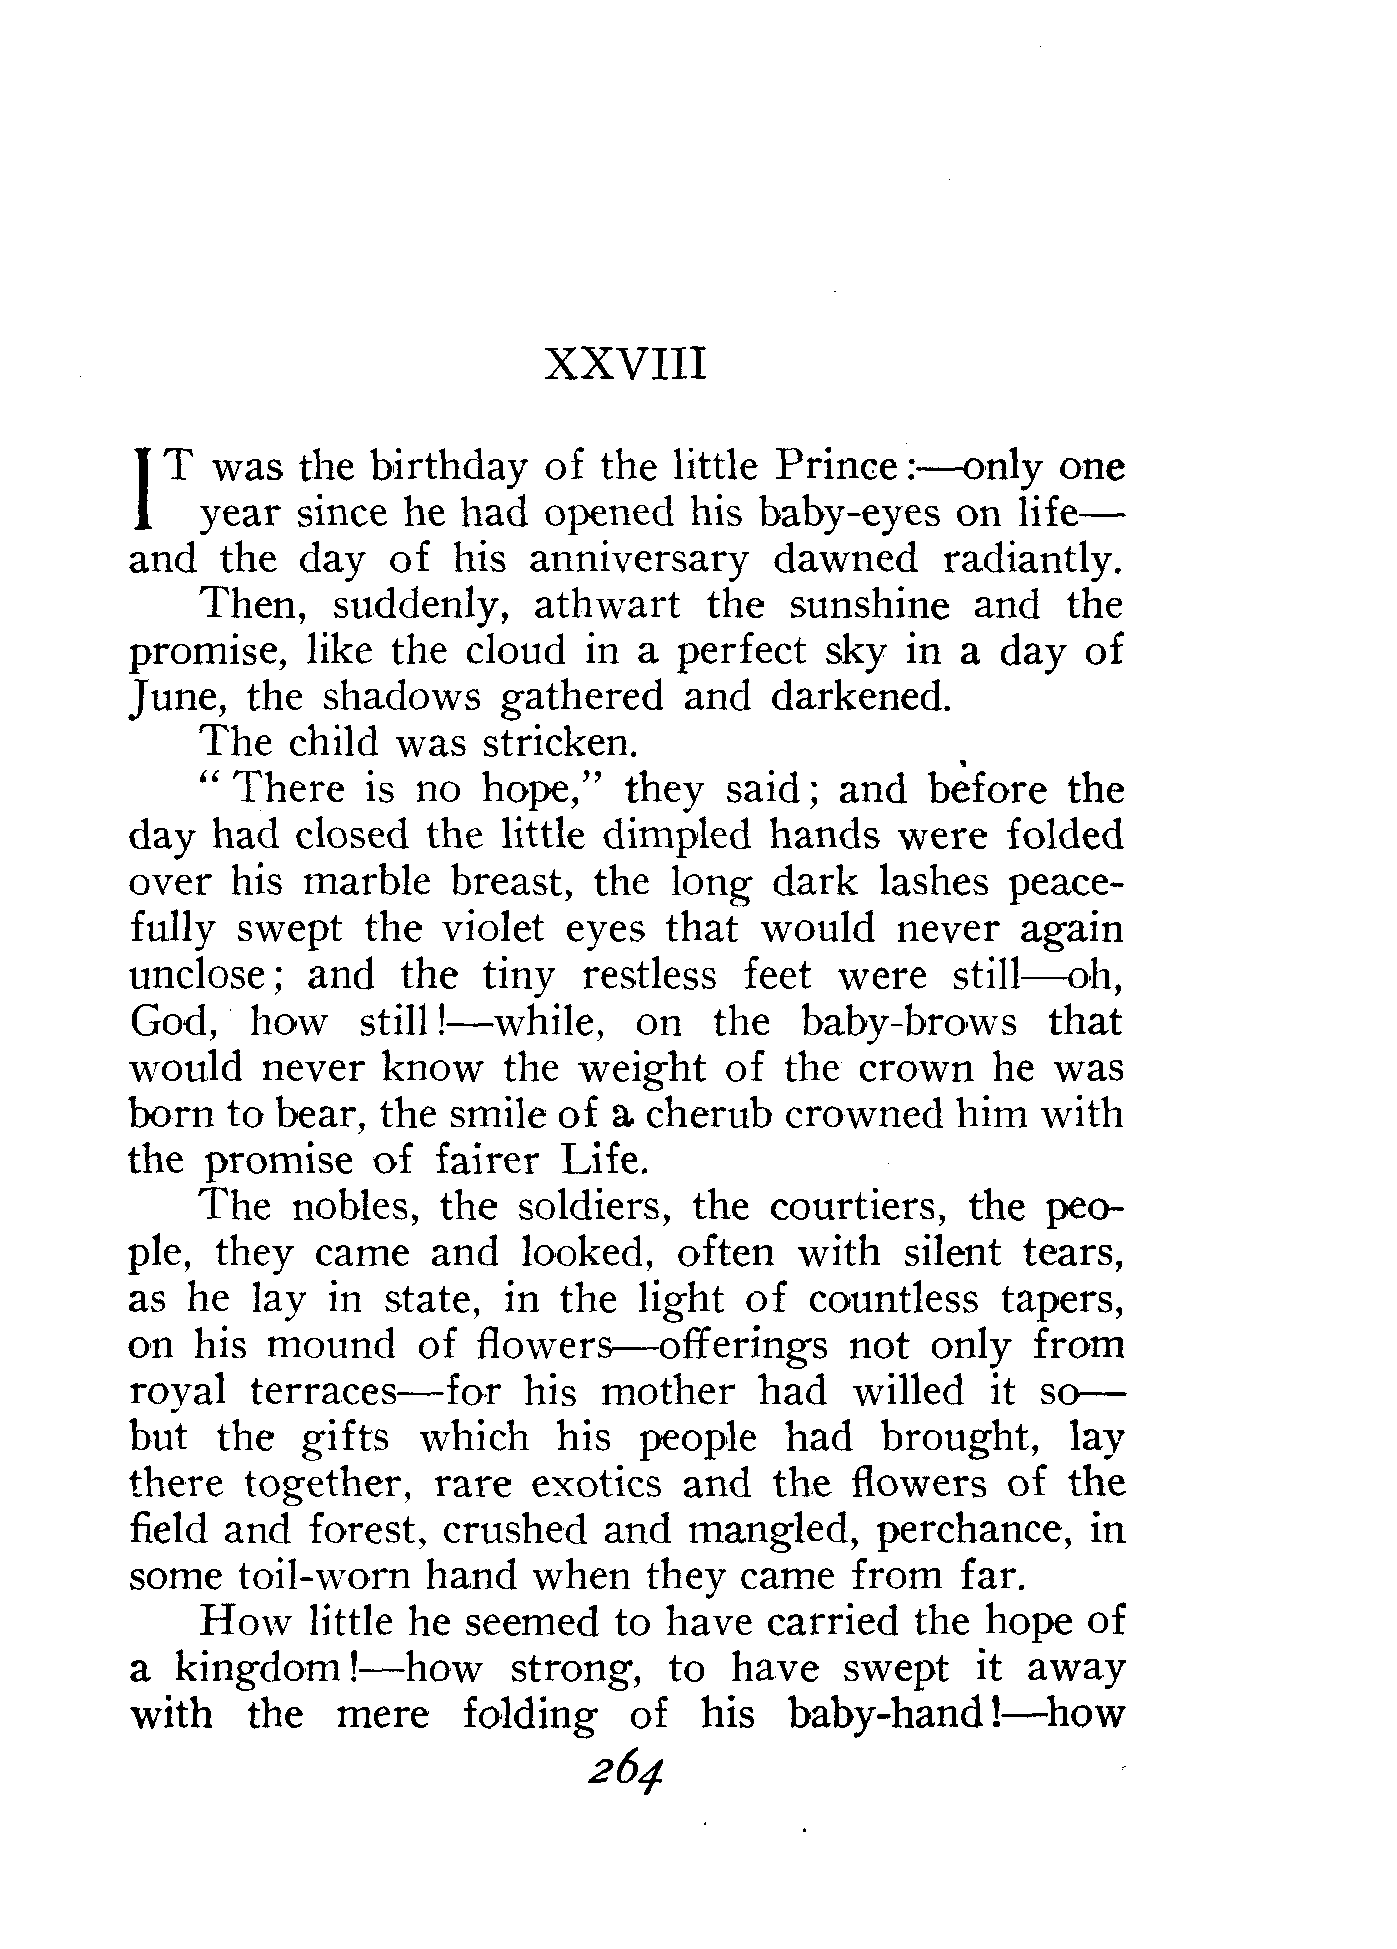 XXVIII
IT was the birthday of the little Prince:—only one
year since he had opened his baby-eyes on life—
and the day of his anniversary dawned radiantly.
Then, suddenly, athwart the sunshine and the
promise, like the cloud in a perfect sky in a day of
June, the shadows gathered and darkened.
The child was stricken.
"There is no hope," they said; and before the
day had closed the little dimpled hands were folded
over his marble breast, the long dark lashes peace-
fully swept the violet eyes that would never again
unclose; and the tiny restless feet were still—oh,
God, how still!—while, on the baby-brows that
would never know the weight of the crown he was
born to bear, the smile of a cherub crowned him with
the promise of fairer Life.
The nobles, the soldiers, the courtiers, the peo-
ple, they came and looked, often with silent tears,
as he lay in state, in the light of countless tapers,
on his mound of flowers—offerings not only from
royal terraces—for his mother had willed it so—
but the gifts which his people had brought, lay
there together, rare exotics and the flowers of the
field and forest, crushed and mangled, perchance, in
some toil-worn hand when they came from far.
How little he seemed to have carried the hope of
a kingdom!—how strong, to have swept it away
with the mere folding of his baby-hand!—how
264